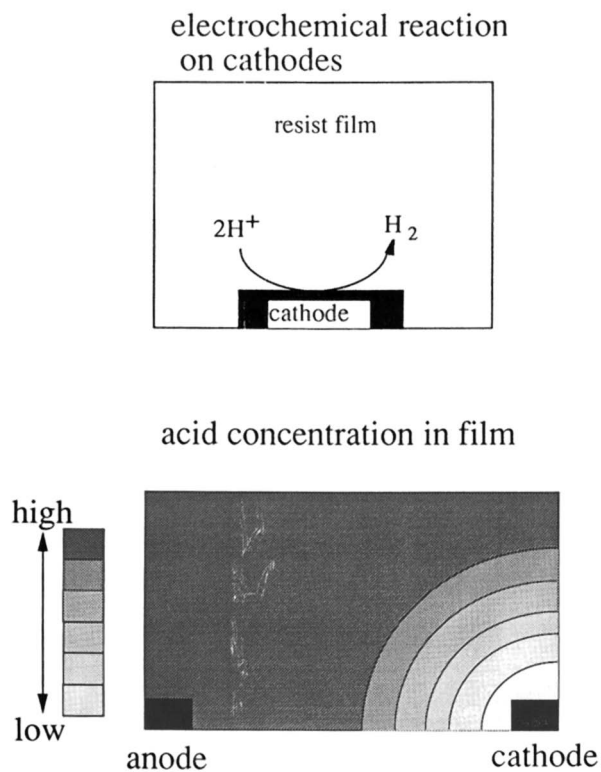 electrochemical reaction
on cathodes
resist film
2H+
H2
cathode
acid concentration in film
high
low
anode
cathode